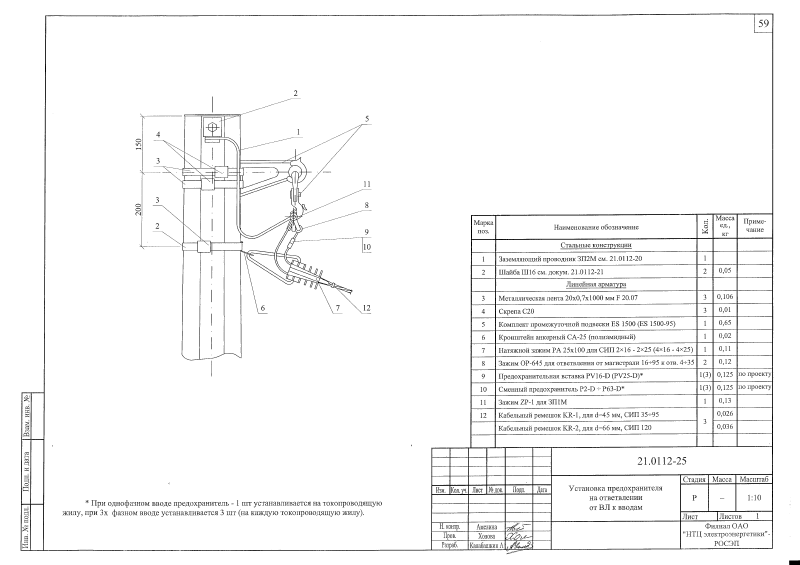 59
2
1
5
4
3
150
200
3
2
11
8
9
10
6
7
12
Марка поз. Наименование обозначение Кол. Масса ед., кг Приме-чание
Стальные конструкции
1 Заземляющий проводник ЗП2М см. 21.0112-20 1
2 Шайба Ш16 см. докум. 21.0112-21 2 0,05
Линейная арматура
3 Металлическая лента 20х0,7х1000 мм F 20.07 3 0,106
4 Скрепа С20 3 0,01
5 Комплект промежуточной подвески ES 1500 (ES 1500-95) 1 0,65
6 Кронштейн анкерный СА-25 (полиамидный) 1 0,02
7 Натяжной зажим РА 25х100 для СИП 2×16 - 2×25 (4×16 - 4×25) 1 0,11
8 Зажим ОР-645 для ответвления от магистрали 16÷95 к отв. 4÷35 2 0,12
9 Предохранительная вставка PV16-D (PV25-D)* 1(3) 0,125 по проекту
10 Сменный предохранитель P2-D ÷ P63-D* 1(3) 0,125 по проекту
11 Зажим ZP-1 для ЗП1М 1 0,13
12 Кабельный ремешок KR-1, для d=45 мм, СИП 35÷95 3 0,026
Кабельный ремешок KR-2, для d=66 мм, СИП 120 0,036
* При однофазном вводе предохранитель - 1 шт устанавливается на токопроводящую
жилу, при 3х фазном вводе устанавливается 3 шт (на каждую токопроводящую жилу).
Взам. инв. №
Подп. и дата
Инв. № подл.
21.0112-25
Изм. Кол. уч Лист № док. Подп. Дата
Установка предохранителя
на ответвлении
от ВЛ к вводам
Стадия Масса Масштаб
Р – 1:10
Лист Листов 1
Н. контр. Амелина
Пров. Холова
Разраб. Калабашкин А.
Филиал ОАО
"НТЦ электроэнергетики"-
РОСЭП